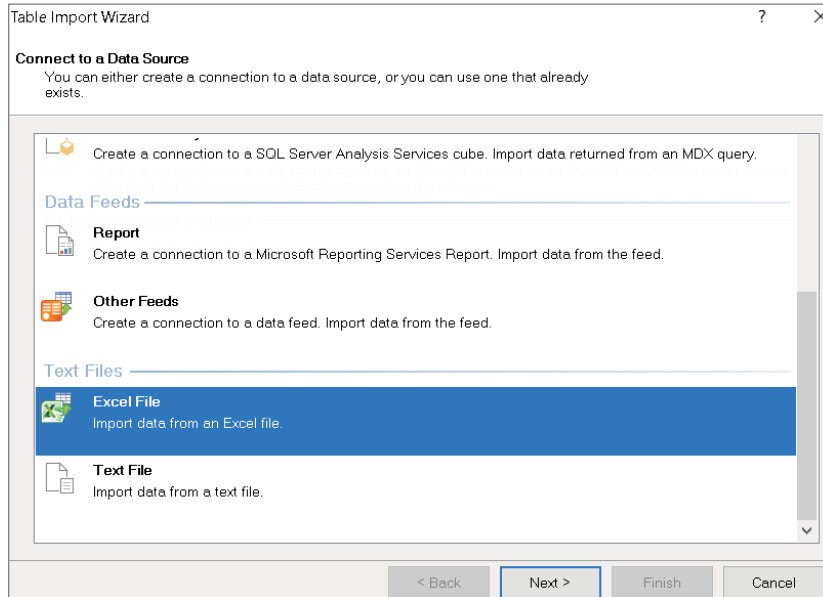 Table Import Wizard
?
Connect to a Data Source
You can either create a connection to a data source, or you can use one that already
exists.
Create a connection to a SQL Server Analysis Services cube. Import data returned from an MDX query.
Data Feeds
Report
Create a connection to a Microsoft Reporting Services Report. Import data from the feed.
Other Feeds
Create a connection to a data feed. Import data from the feed.
Text Files
Excel File
Import data from an Excel file.
Text File
Import data from a text file.
< Back Next > Finish Cancel